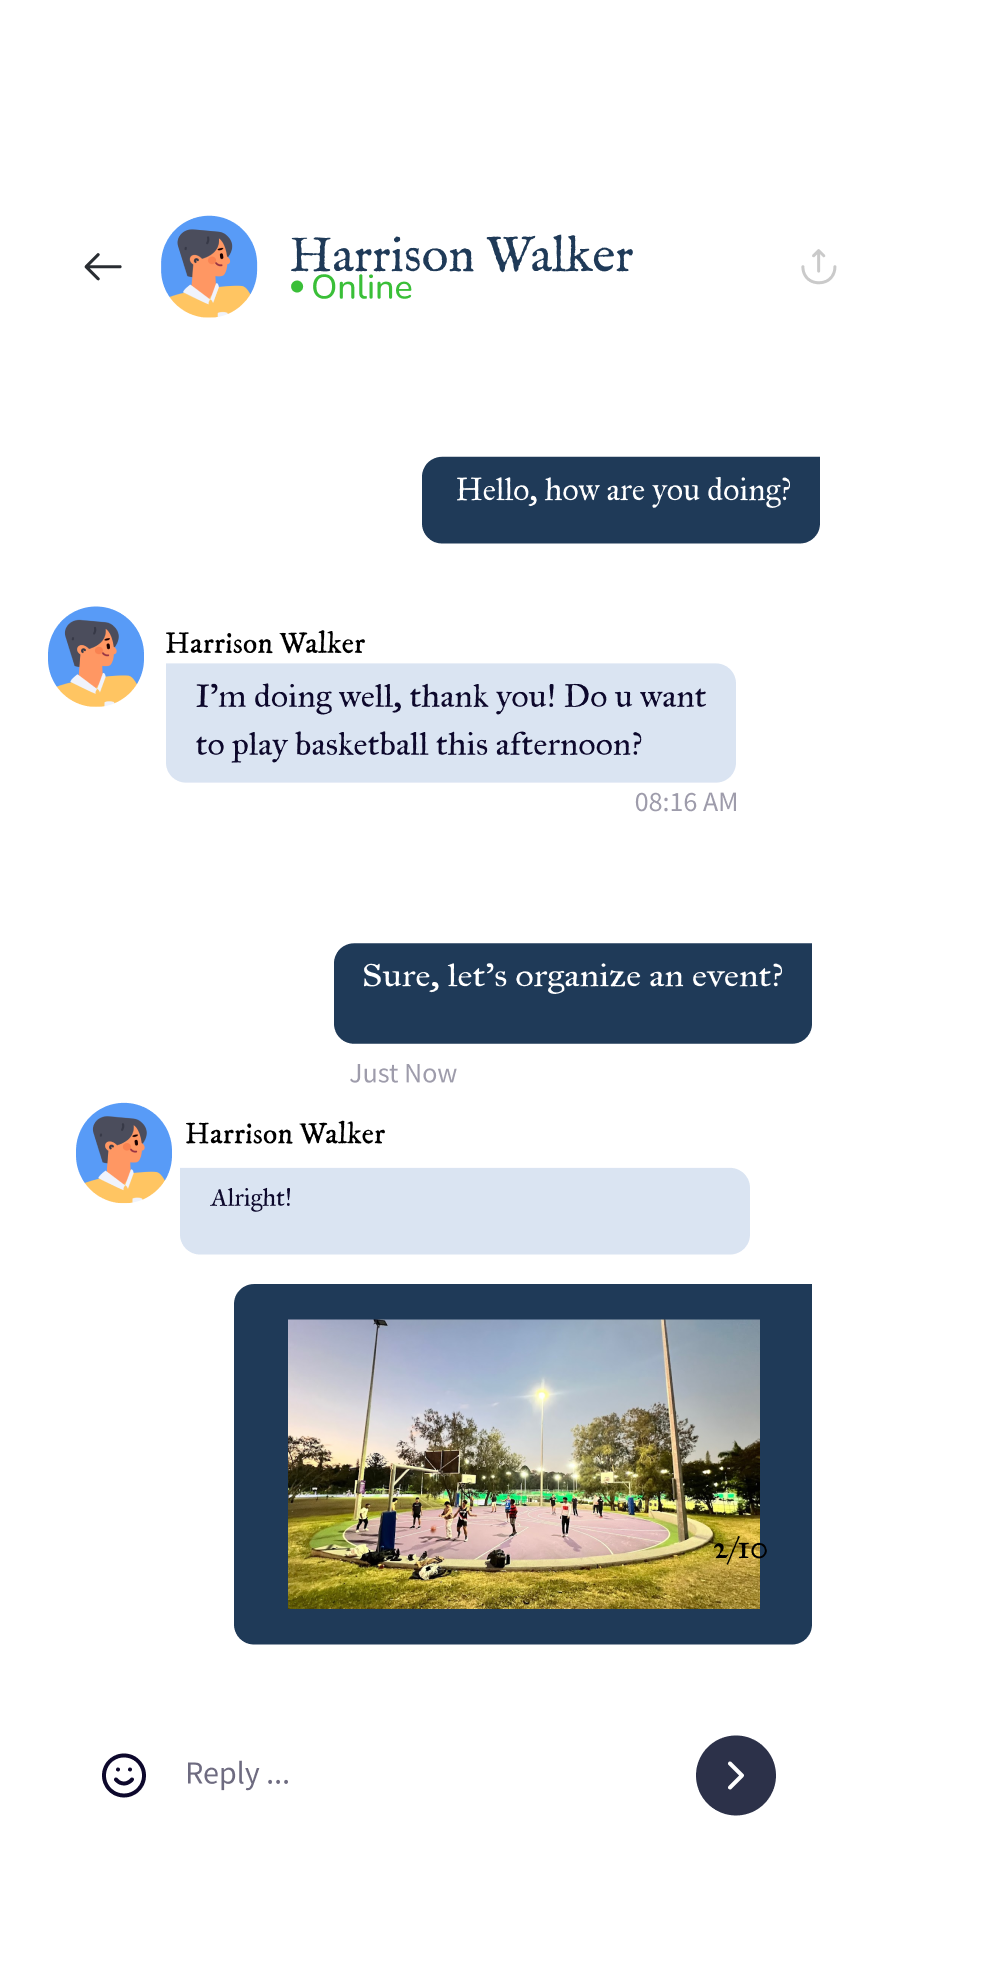 Harrison Walker
Online
Hello, how are you doing?
Harrison Walker
I'm doing well, thank you! Do u want
to play basketball this afternoon?
08:16 AM
Sure, let's organize an event?
Just Now
Harrison Walker
Alright!
2/10
Reply ...